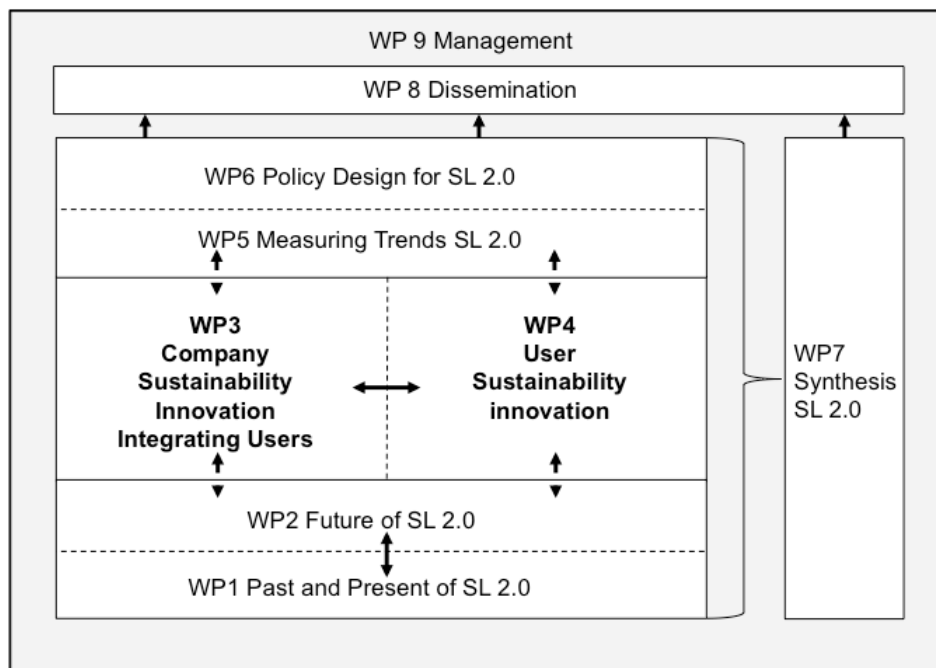 WP 9 Management
WP 8 Dissemination
WP6 Policy Design for SL 2.0
WP5 Measuring Trends SL 2.0
WP3
Company
Sustainability
Innovation
Integrating Users
WP4
User
Sustainability
innovation
WP7
Synthesis
SL 2.0
WP2 Future of SL 2.0
WP1 Past and Present of SL 2.0